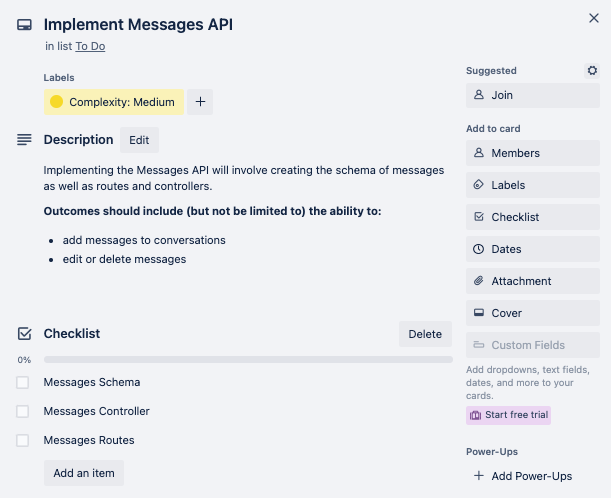 Implement Messages API
in list To Do
Labels
Complexity: Medium
Description
Edit
Implementing the Messages API will involve creating the schema of messages
as well as routes and controllers.
Outcomes should include (but not be limited to) the ability to:
• add messages to conversations
• edit or delete messages
Checklist
Delete
0%
Messages Schema
Messages Controller
Messages Routes
Add an item
Suggested
Join
Add to card
Members
Labels
Checklist
Dates
Attachment
Cover
Custom Fields
Add dropdowns, text fields,
dates, and more to your
cards.
Start free trial
Power-Ups
+ Add Power-Ups